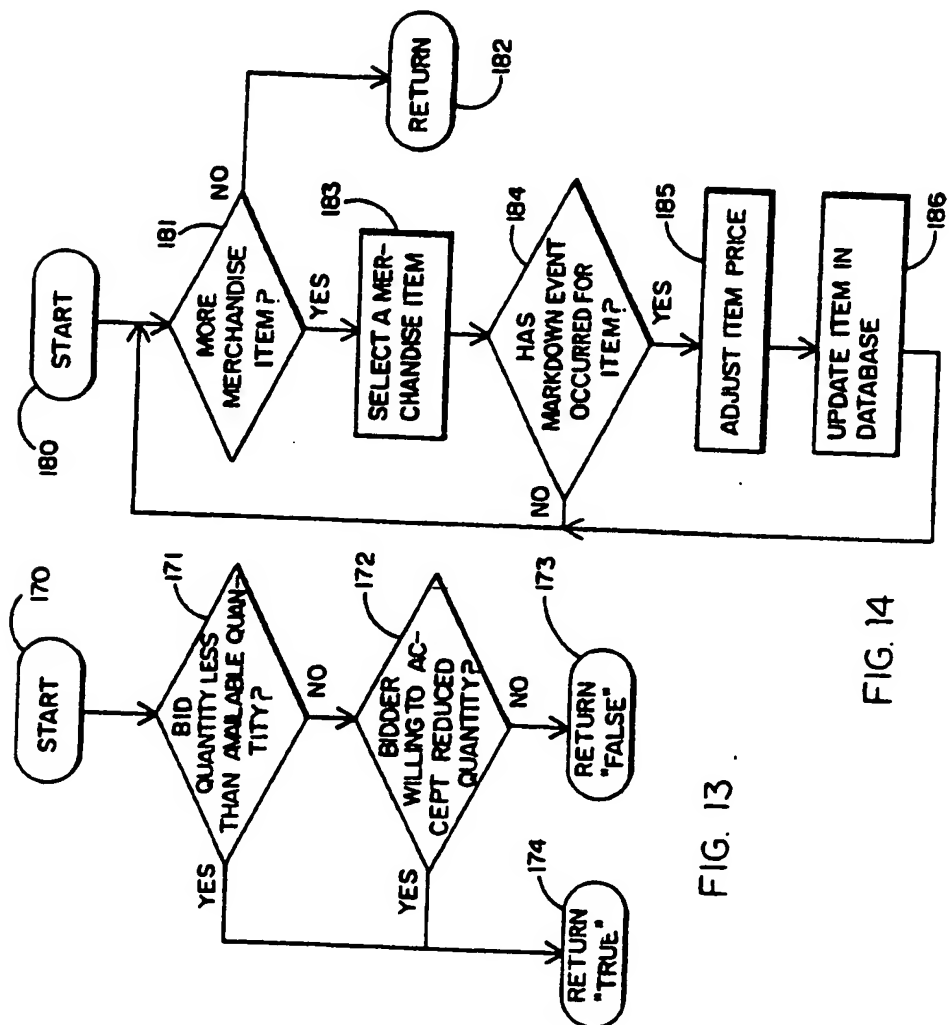 170
START
171
BID
QUANTITY LESS
THAN AVAILABLE QUAN-
TITY?
YES
NO
172
BIDDER
WILLING TO AC-
CEPT REDUCED
QUANTITY?
YES
NO
174
RETURN
"TRUE"
173
RETURN
"FALSE"
FIG. 13
180
START
181
MORE
MERCHANDISE
ITEM?
NO
YES
RETURN
182
183
SELECT A MER-
CHANDISE ITEM
184
HAS
MARKDOWN EVENT
OCCURRED FOR
ITEM?
NO
YES
185
ADJUST ITEM PRICE
186
UPDATE ITEM IN
DATABASE
FIG. 14